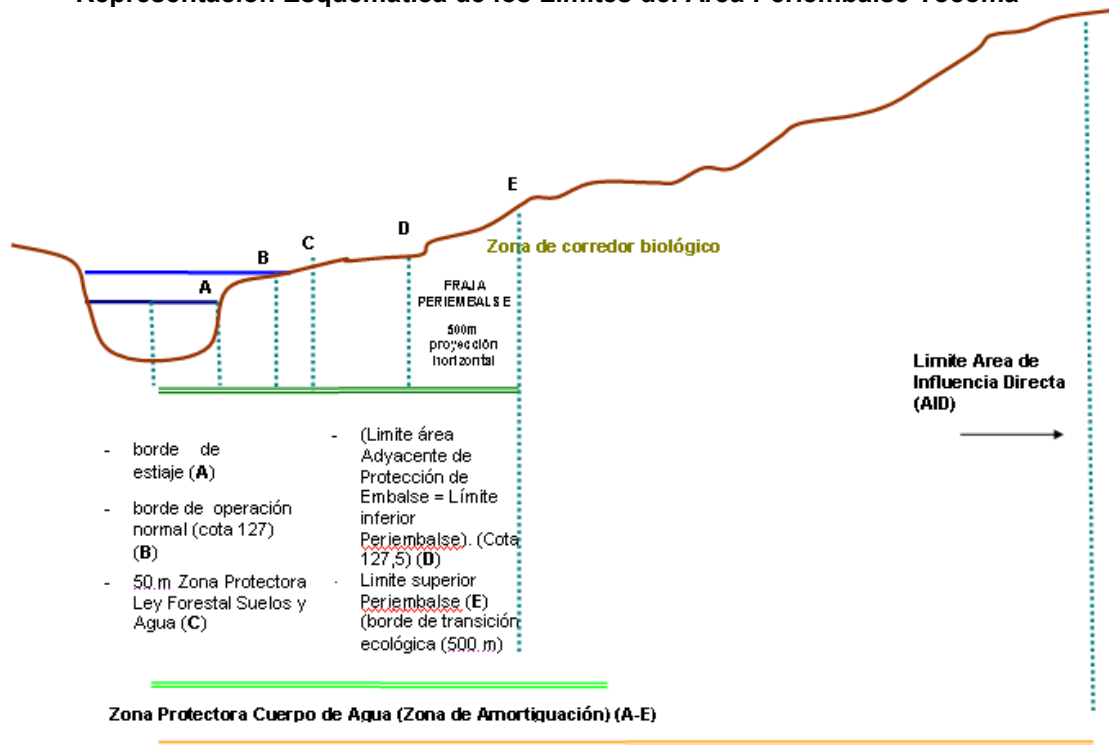 Representación Esquemática de los Límites del Área Periembalse Tocoma
E
D
C
B
A
Zona de corredor biológico
FRAJA
PERIEMBALSE
500m
proyección
horizontal
Limite Area de
Influencia Directa
(AID)
- borde de
estiaje (A)
- borde de operación
normal (cota 127)
(B)
- 50 m Zona Protectora
Ley Forestal Suelos y
Agua (C)
- (Limite área
Adyacente de
Protección de
Embalse = Límite
inferior
Periembalse). (Cota
127,5) (D)
· Limite superior
Periembalse (E)
(borde de transición
ecológica (500 m)
Zona Protectora Cuerpo de Agua (Zona de Amortiguación) (A-E)